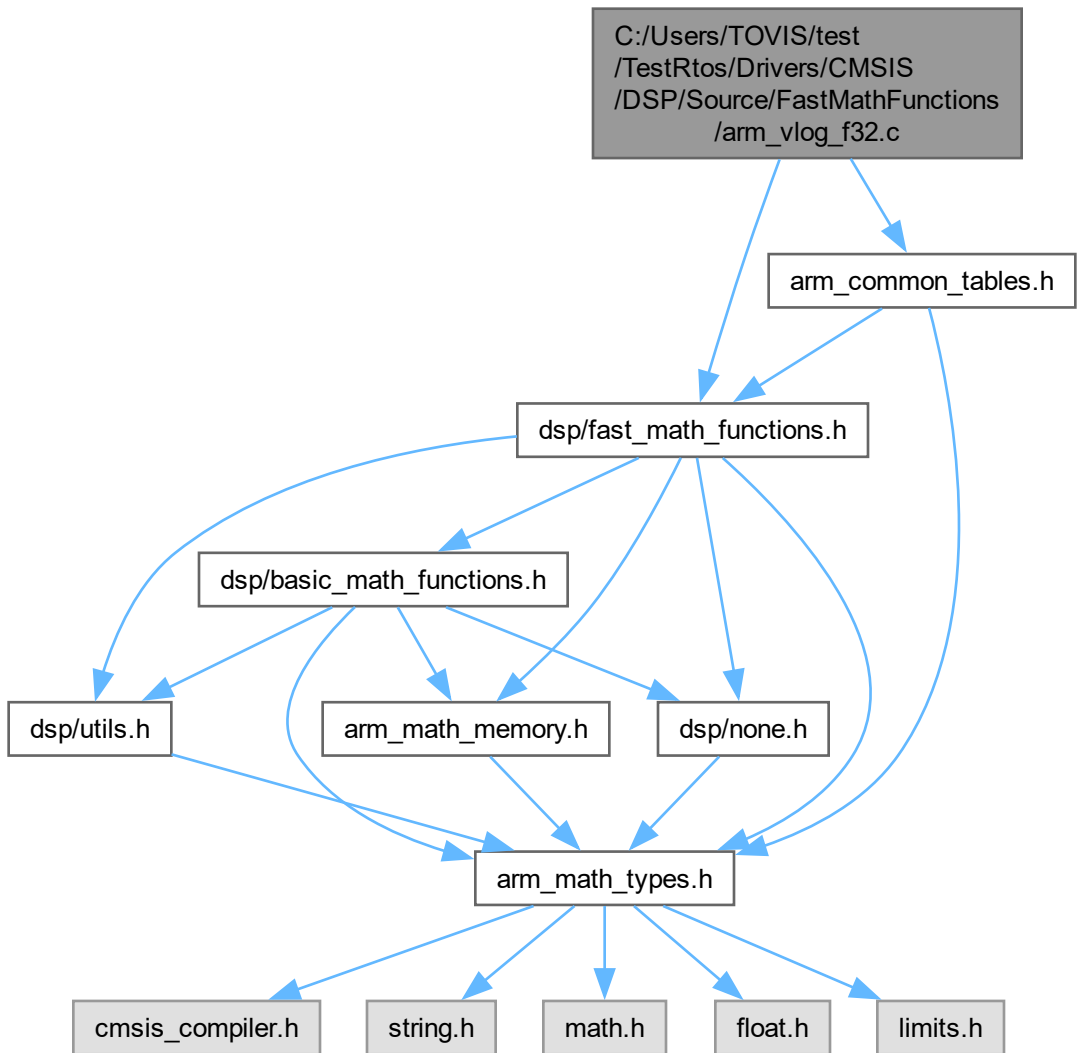 C:/Users/TOVIS/test
/TestRtos/Drivers/CMSIS
/DSP/Source/FastMathFunctions
/arm_vlog_f32.c
arm_common_tables.h
dsp/fast_math_functions.h
dsp/basic_math_functions.h
dsp/utils.h
arm_math_memory.h
dsp/none.h
arm_math_types.h
cmsis_compiler.h
string.h
math.h
float.h
limits.h